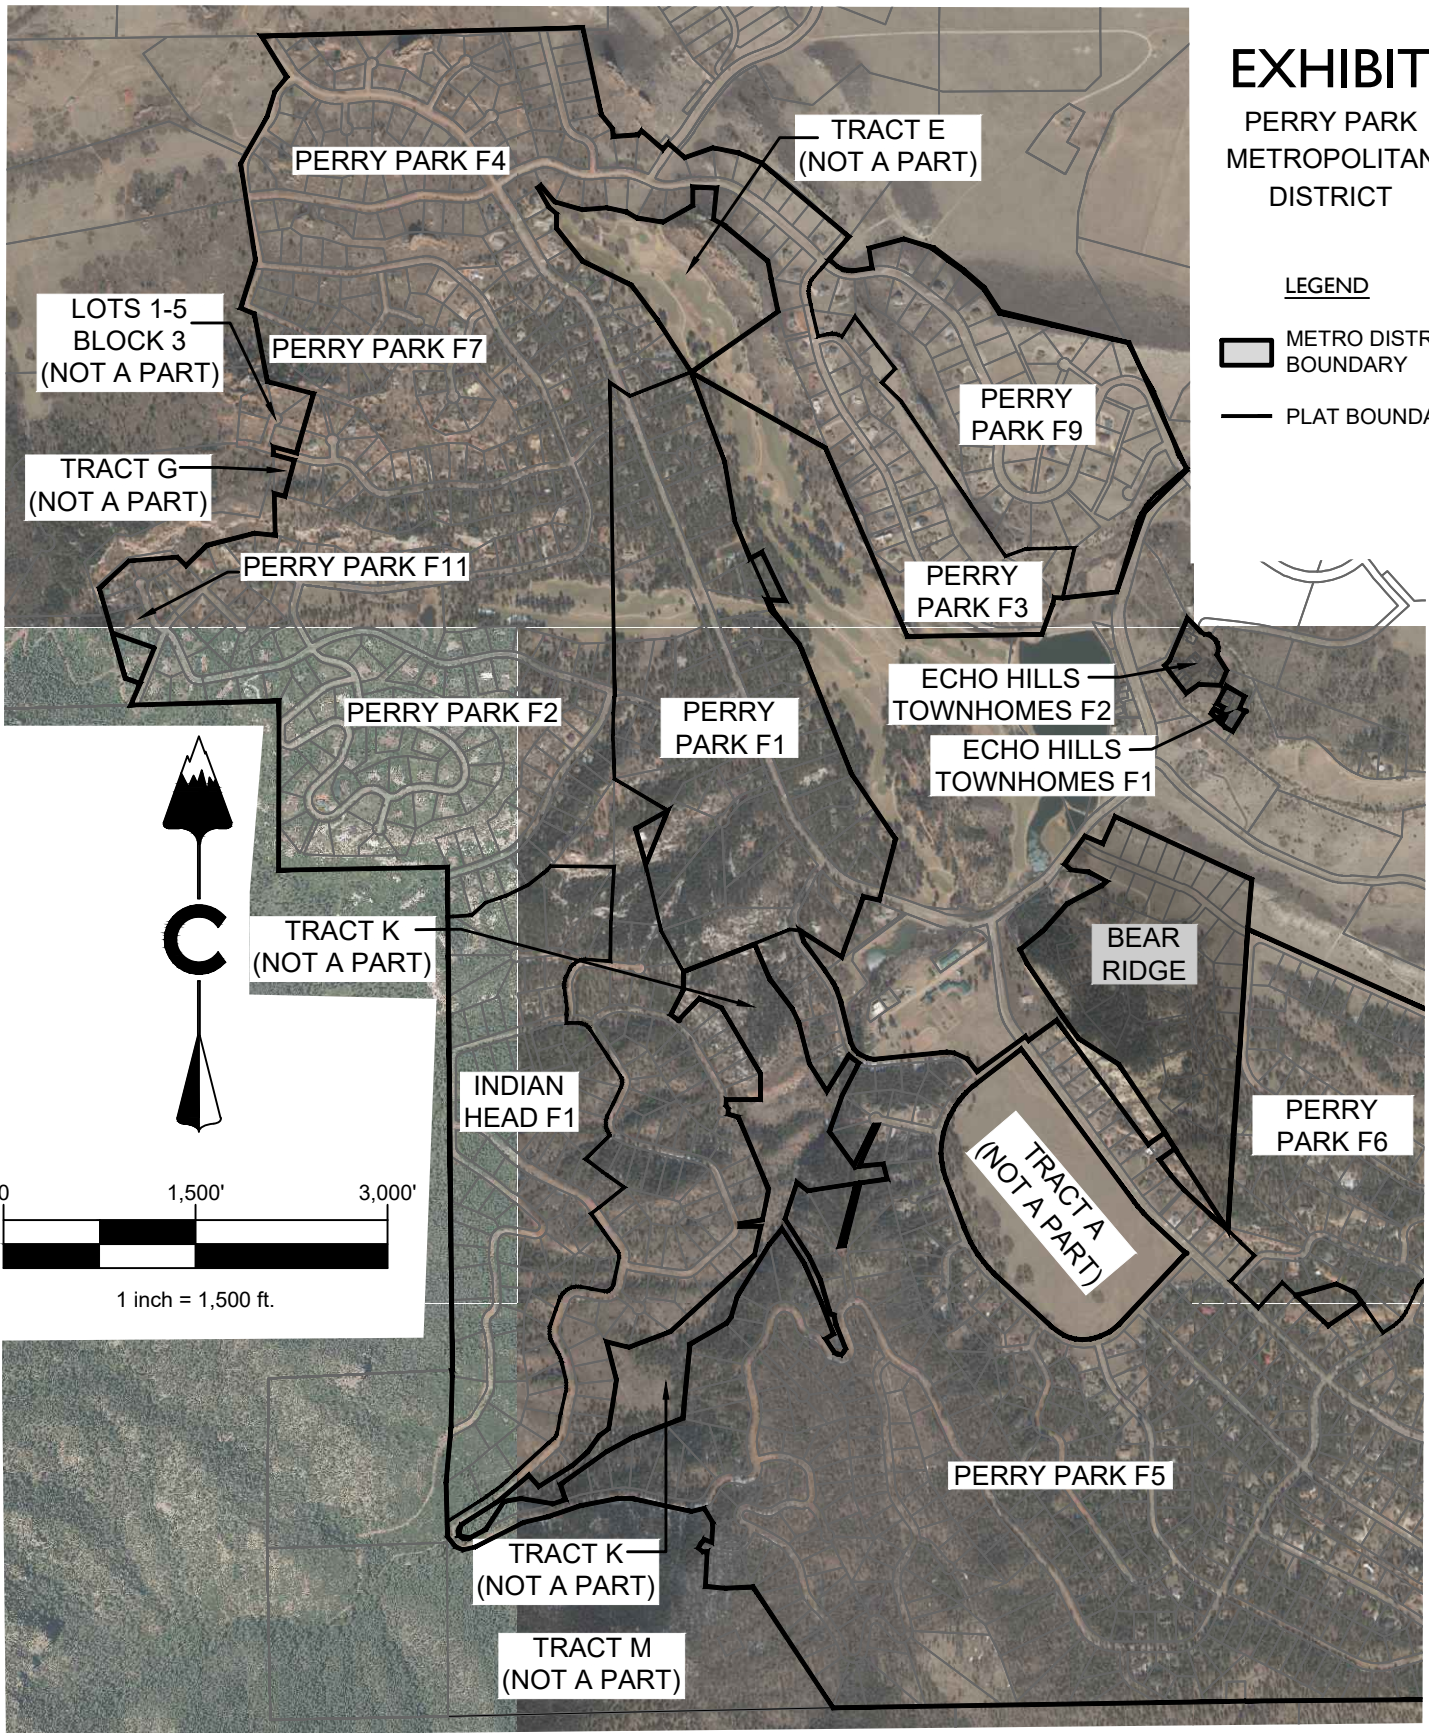 EXHIBIT
PERRY PARK
METROPOLITAN
DISTRICT
LEGEND
METRO DISTR
BOUNDARY
PLAT BOUNDA
TRACT E
(NOT A PART)
PERRY PARK F4
LOTS 1-5
BLOCK 3
(NOT A PART)
PERRY PARK F7
PERRY
PARK F9
TRACT G
(NOT A PART)
PERRY PARK F11
PERRY
PARK F3
ECHO HILLS
TOWNHOMES F2
PERRY PARK F2
PERRY
PARK F1
ECHO HILLS
TOWNHOMES F1
TRACT K
(NOT A PART)
BEAR
RIDGE
INDIAN
HEAD F1
PERRY
PARK F6
TRACT A
(NOT A PART)
0 1,500' 3,000'
1 inch = 1,500 ft.
PERRY PARK F5
TRACT K
(NOT A PART)
TRACT M
(NOT A PART)